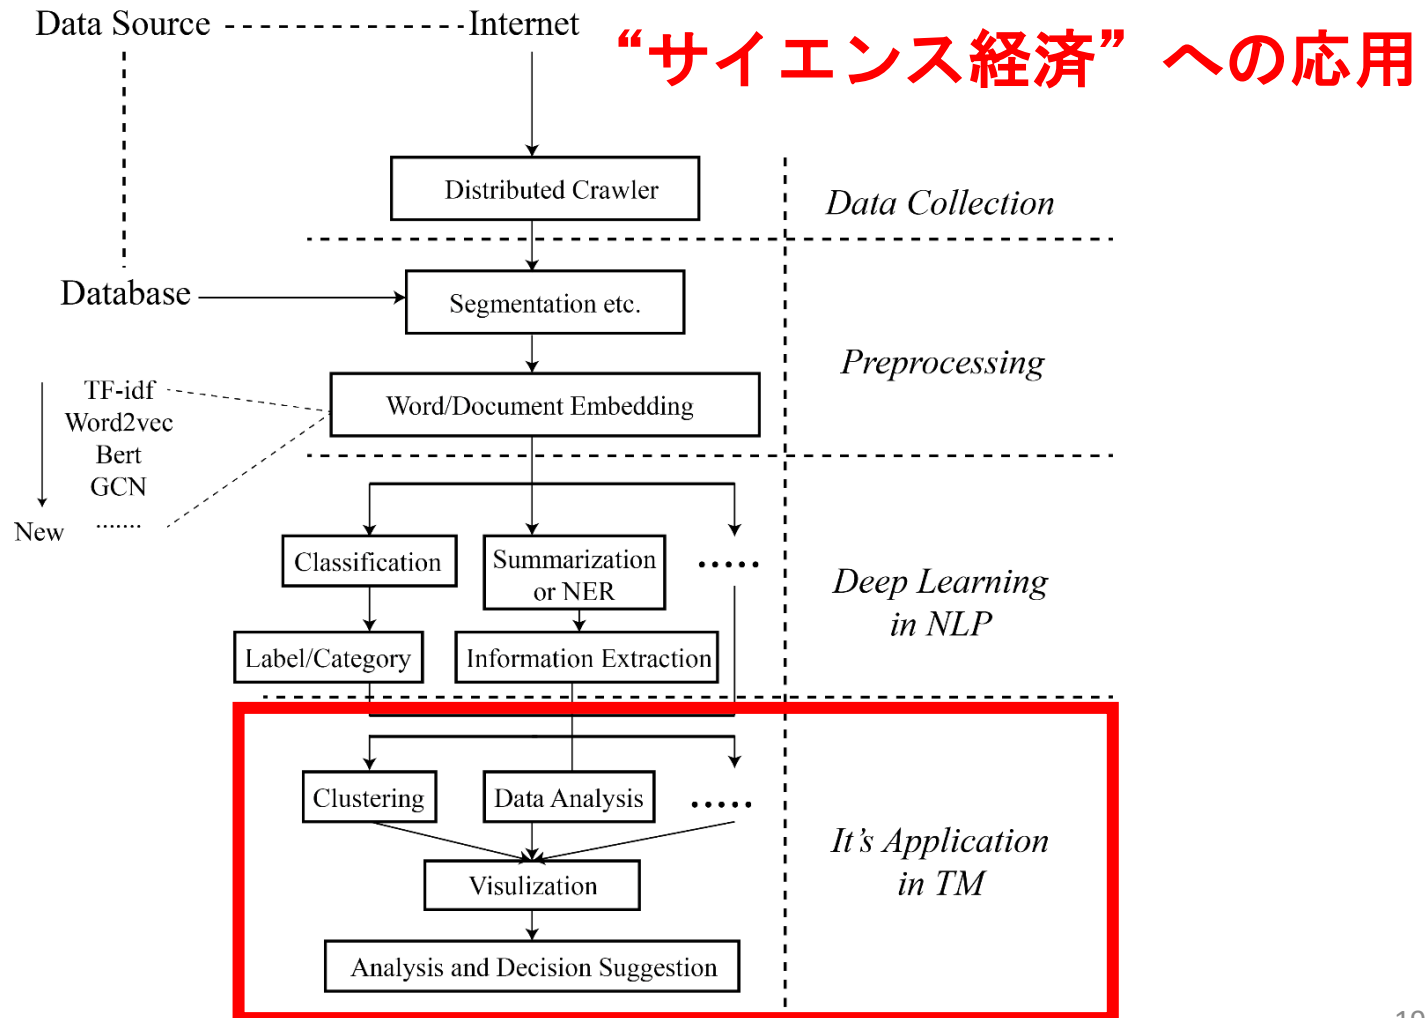 Data Source
Internet
“サイエンス経済”への応用
Distributed Crawler
Data Collection
Database
Segmentation etc.
Preprocessing
TF-idf
Word2vec
Bert
GCN
.......
New
Word/Document Embedding
Classification
Summarization
or NER
.....
Deep Learning
in NLP
Label/Category
Information Extraction
Clustering
Data Analysis
.....
It’s Application
in TM
Visulization
Analysis and Decision Suggestion